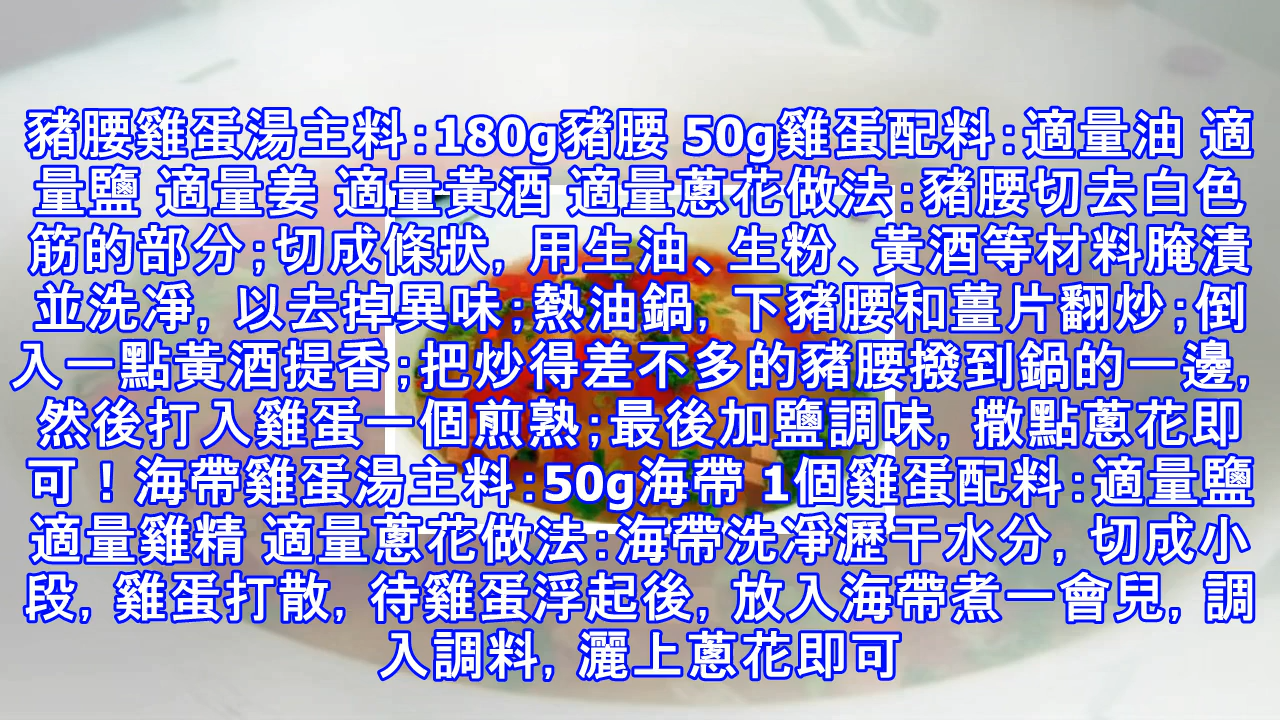 豬腰雞蛋湯主料:180g豬腰 50g雞蛋配料:適量油 適
量鹽 適量姜 適量黃酒 適量蔥花做法:豬腰切去白色
筋的部分;切成條狀, 用生油、生粉、黃酒等材料腌漬
並洗凈, 以去掉異味;熱油鍋, 下豬腰和薑片翻炒;倒
入一點黃酒提香;把炒得差不多的豬腰撥到鍋的一邊,
然後打入雞蛋一個煎熟;最後加鹽調味, 撒點蔥花即
可！海帶雞蛋湯主料:50g海帶 1個雞蛋配料:適量鹽
適量雞精 適量蔥花做法:海帶洗凈瀝干水分, 切成小
段, 雞蛋打散, 待雞蛋浮起後, 放入海帶煮一會兒, 調
入調料, 灑上蔥花即可